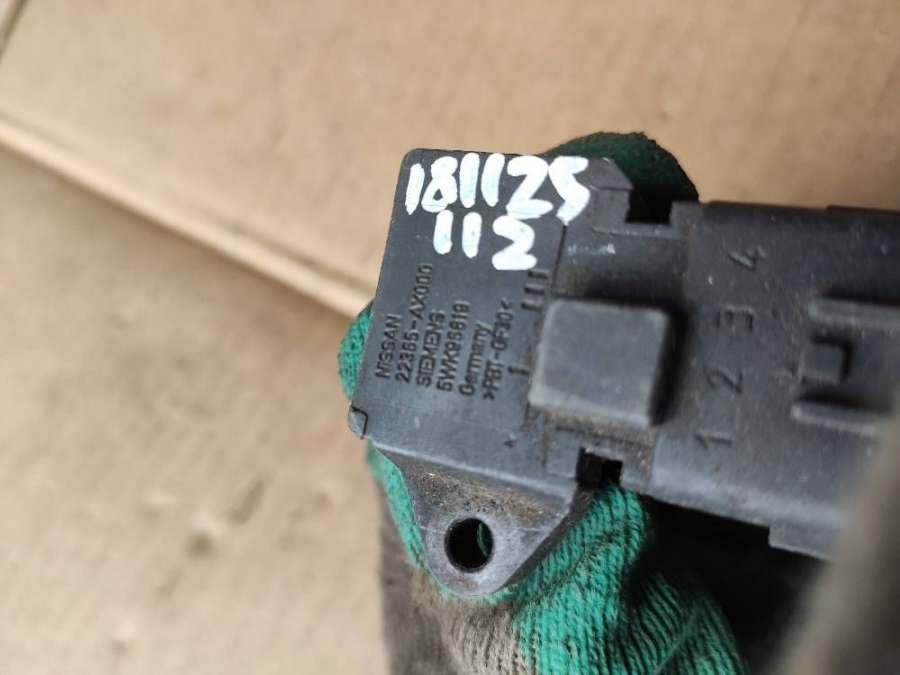 181125
112
NISSAN
22365-AX000
SIEMENS
5WK96819
Germany
>PBT-GF30<
1 2 3 4